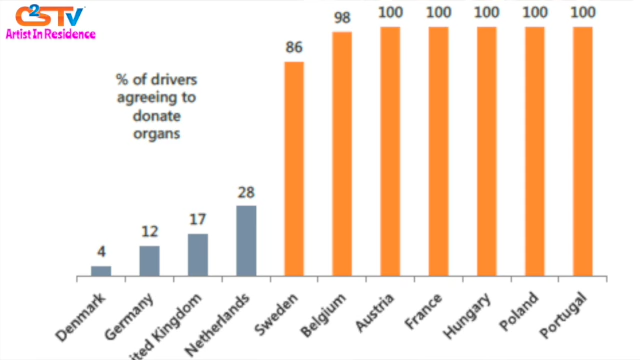 C2STV
Artist In Residence
% of drivers
agreeing to
donate
organs
4
12
17
28
86
98
100
100
100
100
100
Denmark
Germany
ited Kingdom
Netherlands
Sweden
Belgium
Austria
France
Hungary
Poland
Portugal